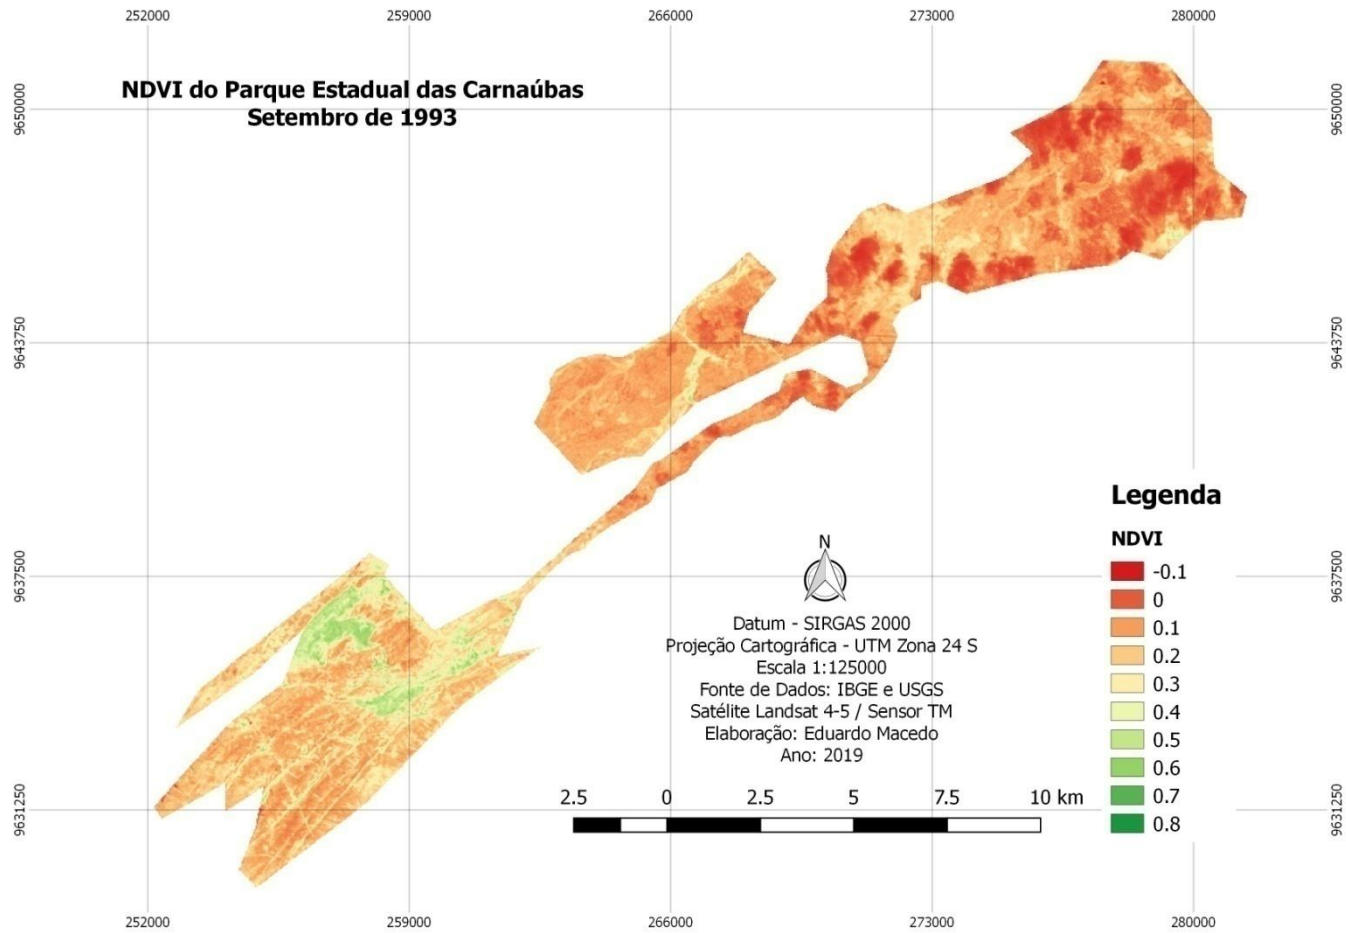 252000
259000
266000
273000
280000
NDVI do Parque Estadual das Carnaúbas
Setembro de 1993
9650000
9650000
9643750
9643750
9637500
9637500
9631250
9631250
N
Datum - SIRGAS 2000
Projeção Cartográfica - UTM Zona 24 S
Escala 1:125000
Fonte de Dados: IBGE e USGS
Satélite Landsat 4-5 / Sensor TM
Elaboração: Eduardo Macedo
Ano: 2019
2.5 0 2.5 5 7.5 10 km
Legenda
NDVI
-0.1
0
0.1
0.2
0.3
0.4
0.5
0.6
0.7
0.8
252000
259000
266000
273000
280000